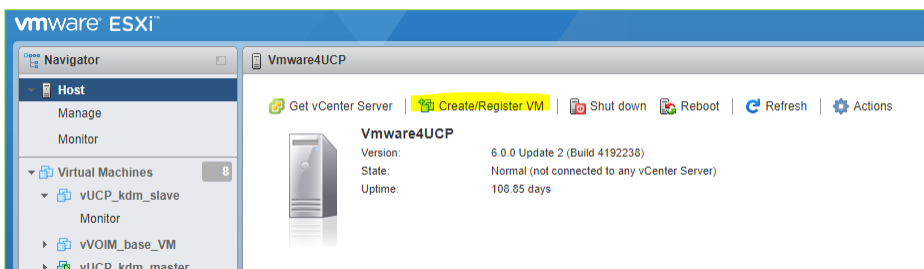 vmware ESXi™
Navigator
Vmware4UCP
Host
Get vCenter Server | Create/Register VM | Shut down Reboot | Refresh | Actions
Manage
Vmware4UCP
Monitor
Version: 6.0.0 Update 2 (Build 4192238)
State: Normal (not connected to any vCenter Server)
Virtual Machines 8
Uptime: 108.85 days
vUCP_kdm_slave
Monitor
vVOIM_base_VM
vUCP_kdm_master